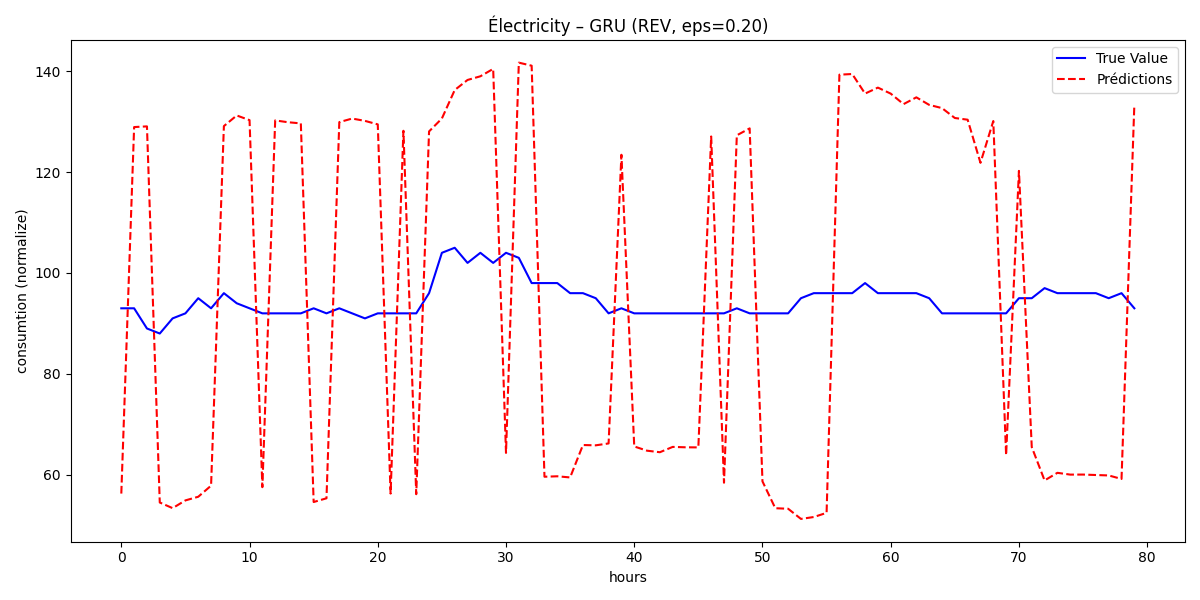 Électricity – GRU (REV, eps=0.20)
True Value
Prédictions
consumtion (normalize)
140
120
100
80
60
0 10 20 30 40 50 60 70 80
hours